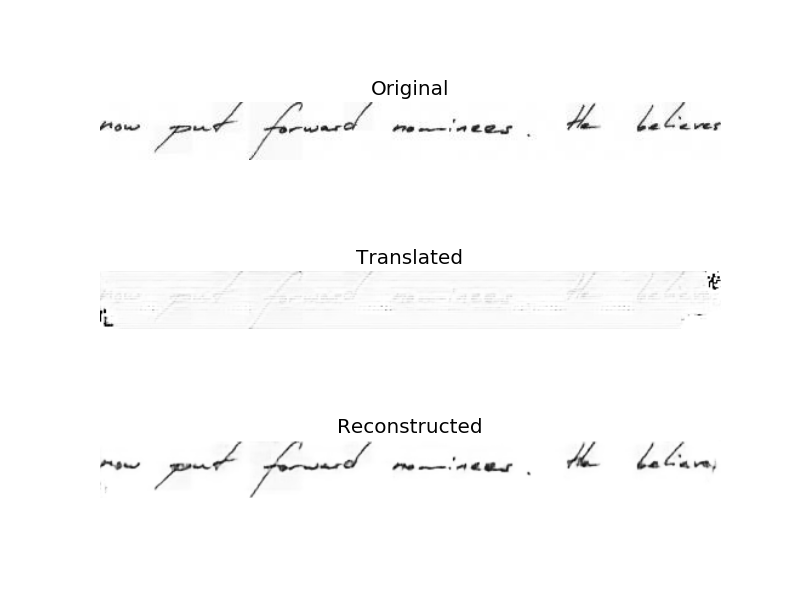 Original
now put forward nominees. He believes
Translated
now put forward nominees He believes
Reconstructed
now put forward nominees. He believes